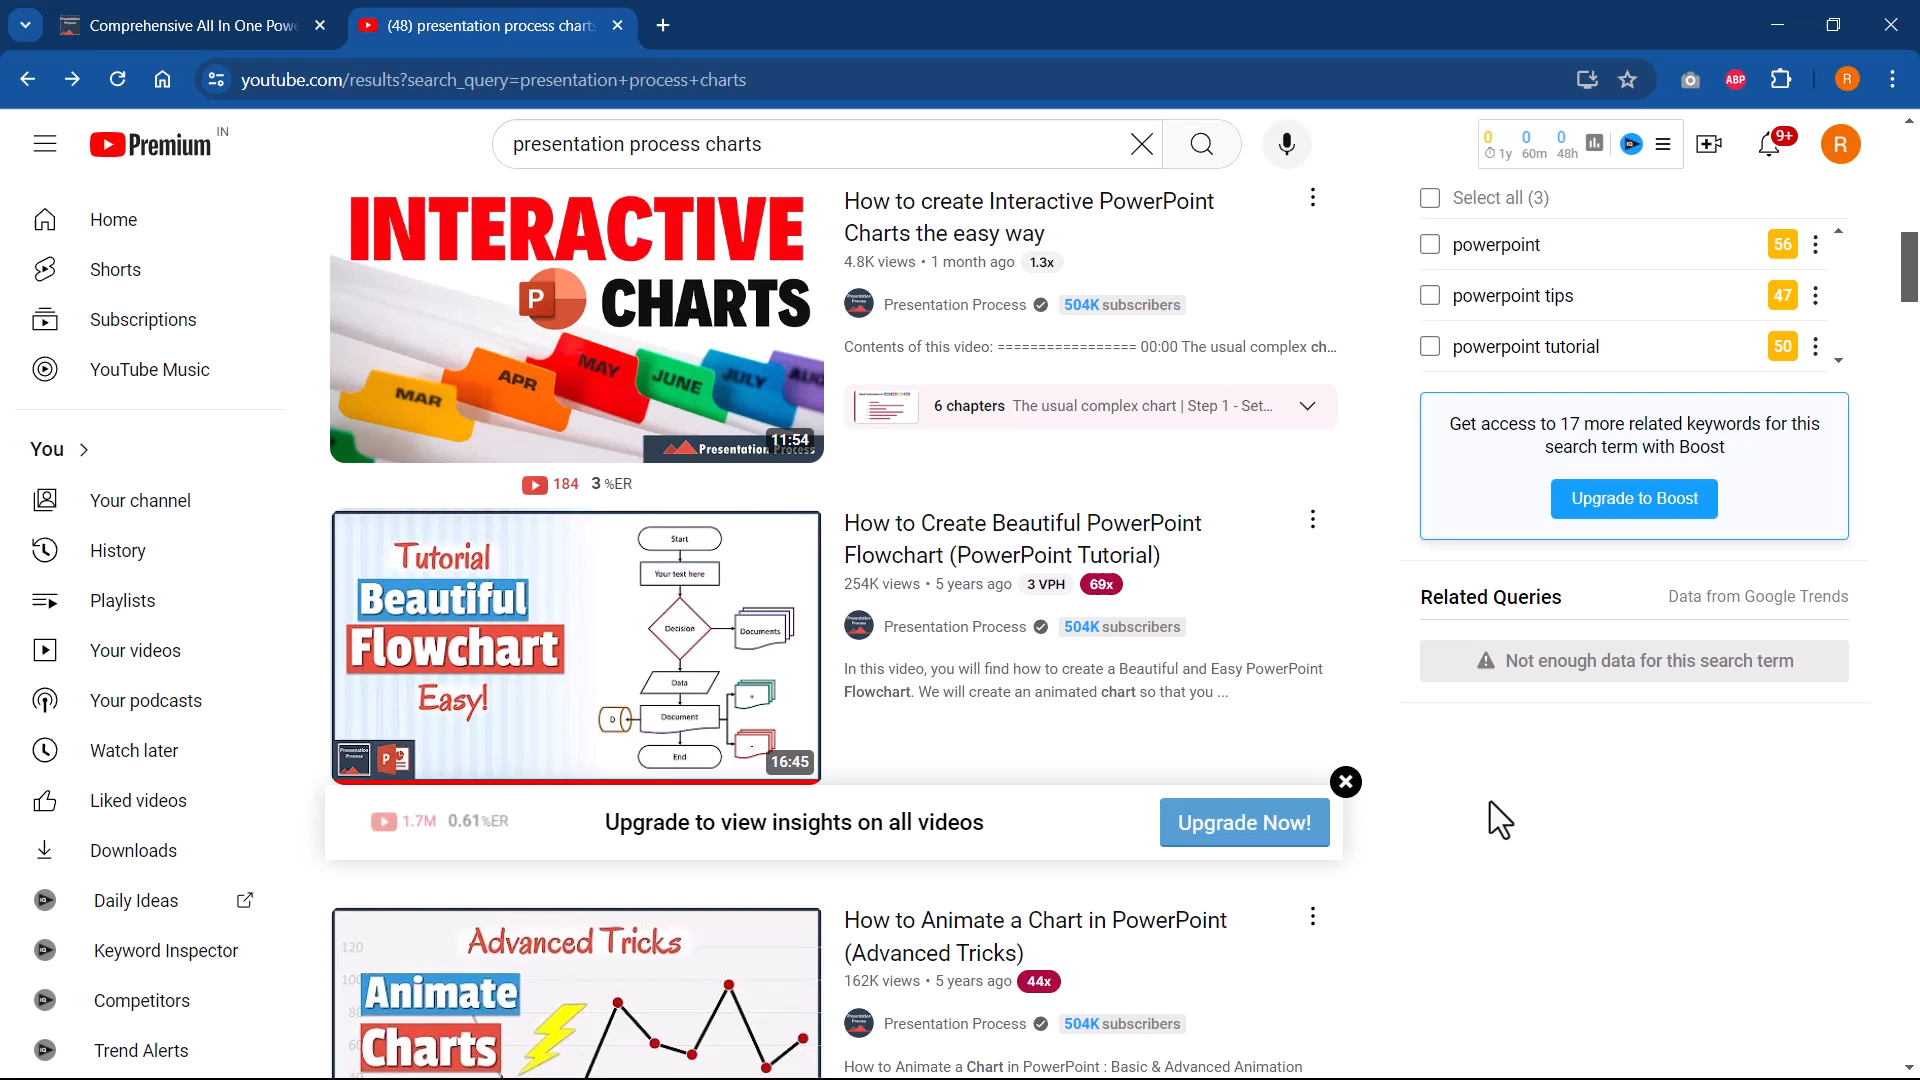 Comprehensive All In One Pow
(48) presentation process charts
youtube.com/results?search_query=presentation+process+charts
ABP
R
Premium
IN
presentation process charts
0
0
0
1y
60m
48h
IQ
9+
R
Home
Shorts
Subscriptions
YouTube Music
You
Your channel
History
Playlists
Your videos
Your podcasts
Watch later
Liked videos
Downloads
Daily Ideas
Keyword Inspector
Competitors
Trend Alerts
INTERACTIVE
P
CHARTS
MAR
APR
MAY
JUNE
JULY
AUG
Presentation Process
11:54
184
3 %ER
How to create Interactive PowerPoint
Charts the easy way
4.8K views • 1 month ago
1.3x
Presentation Process
504K subscribers
Contents of this video: ================= 00:00 The usual complex ch...
6 chapters The usual complex chart | Step 1 - Set...
Tutorial
Beautiful
Flowchart
Easy!
Start
Your text here
Decision
Documents
Data
+
D
Document
-
End
P
16:45
How to Create Beautiful PowerPoint
Flowchart (PowerPoint Tutorial)
254K views • 5 years ago
3 VPH
69x
Presentation Process
504K subscribers
In this video, you will find how to create a Beautiful and Easy PowerPoint
Flowchart. We will create an animated chart so that you ...
1.7M
0.61%ER
Upgrade to view insights on all videos
Upgrade Now!
Advanced Tricks
Animate
Charts
120
100
80
60
How to Animate a Chart in PowerPoint
(Advanced Tricks)
162K views • 5 years ago
44x
Presentation Process
504K subscribers
How to Animate a Chart in PowerPoint : Basic & Advanced Animation
Select all (3)
powerpoint
56
powerpoint tips
47
powerpoint tutorial
50
Get access to 17 more related keywords for this
search term with Boost
Upgrade to Boost
Related Queries
Data from Google Trends
Not enough data for this search term